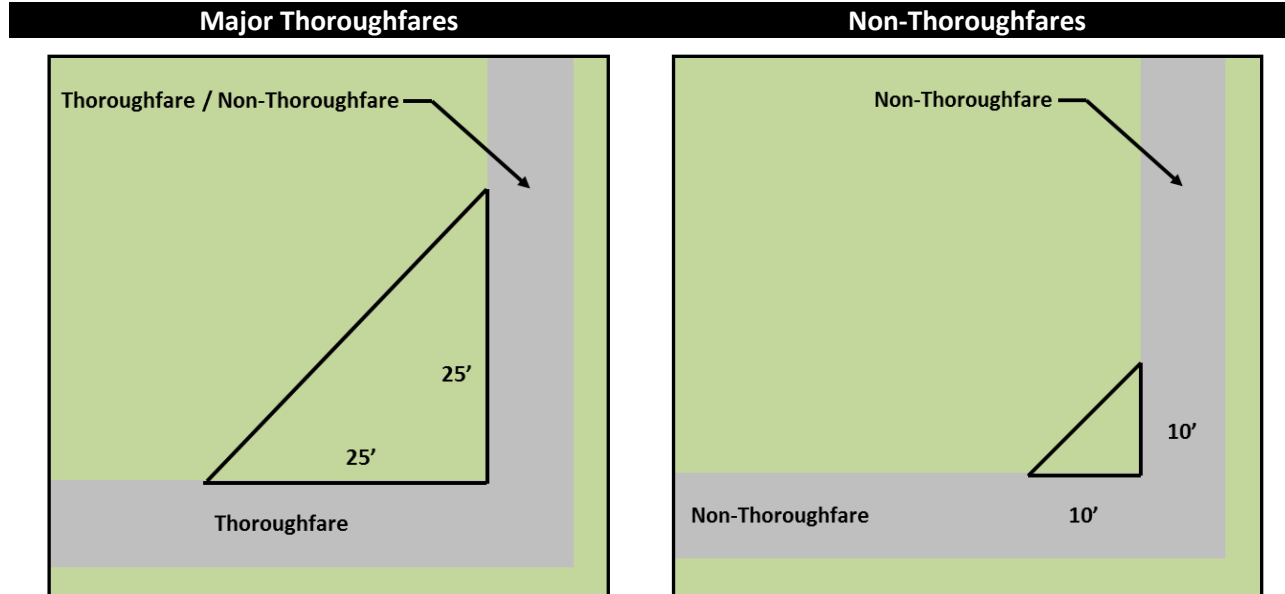 Major Thoroughfares
Non-Thoroughfares
Thoroughfare / Non-Thoroughfare
25’
25’
Thoroughfare
Non-Thoroughfare
10’
Non-Thoroughfare
10’